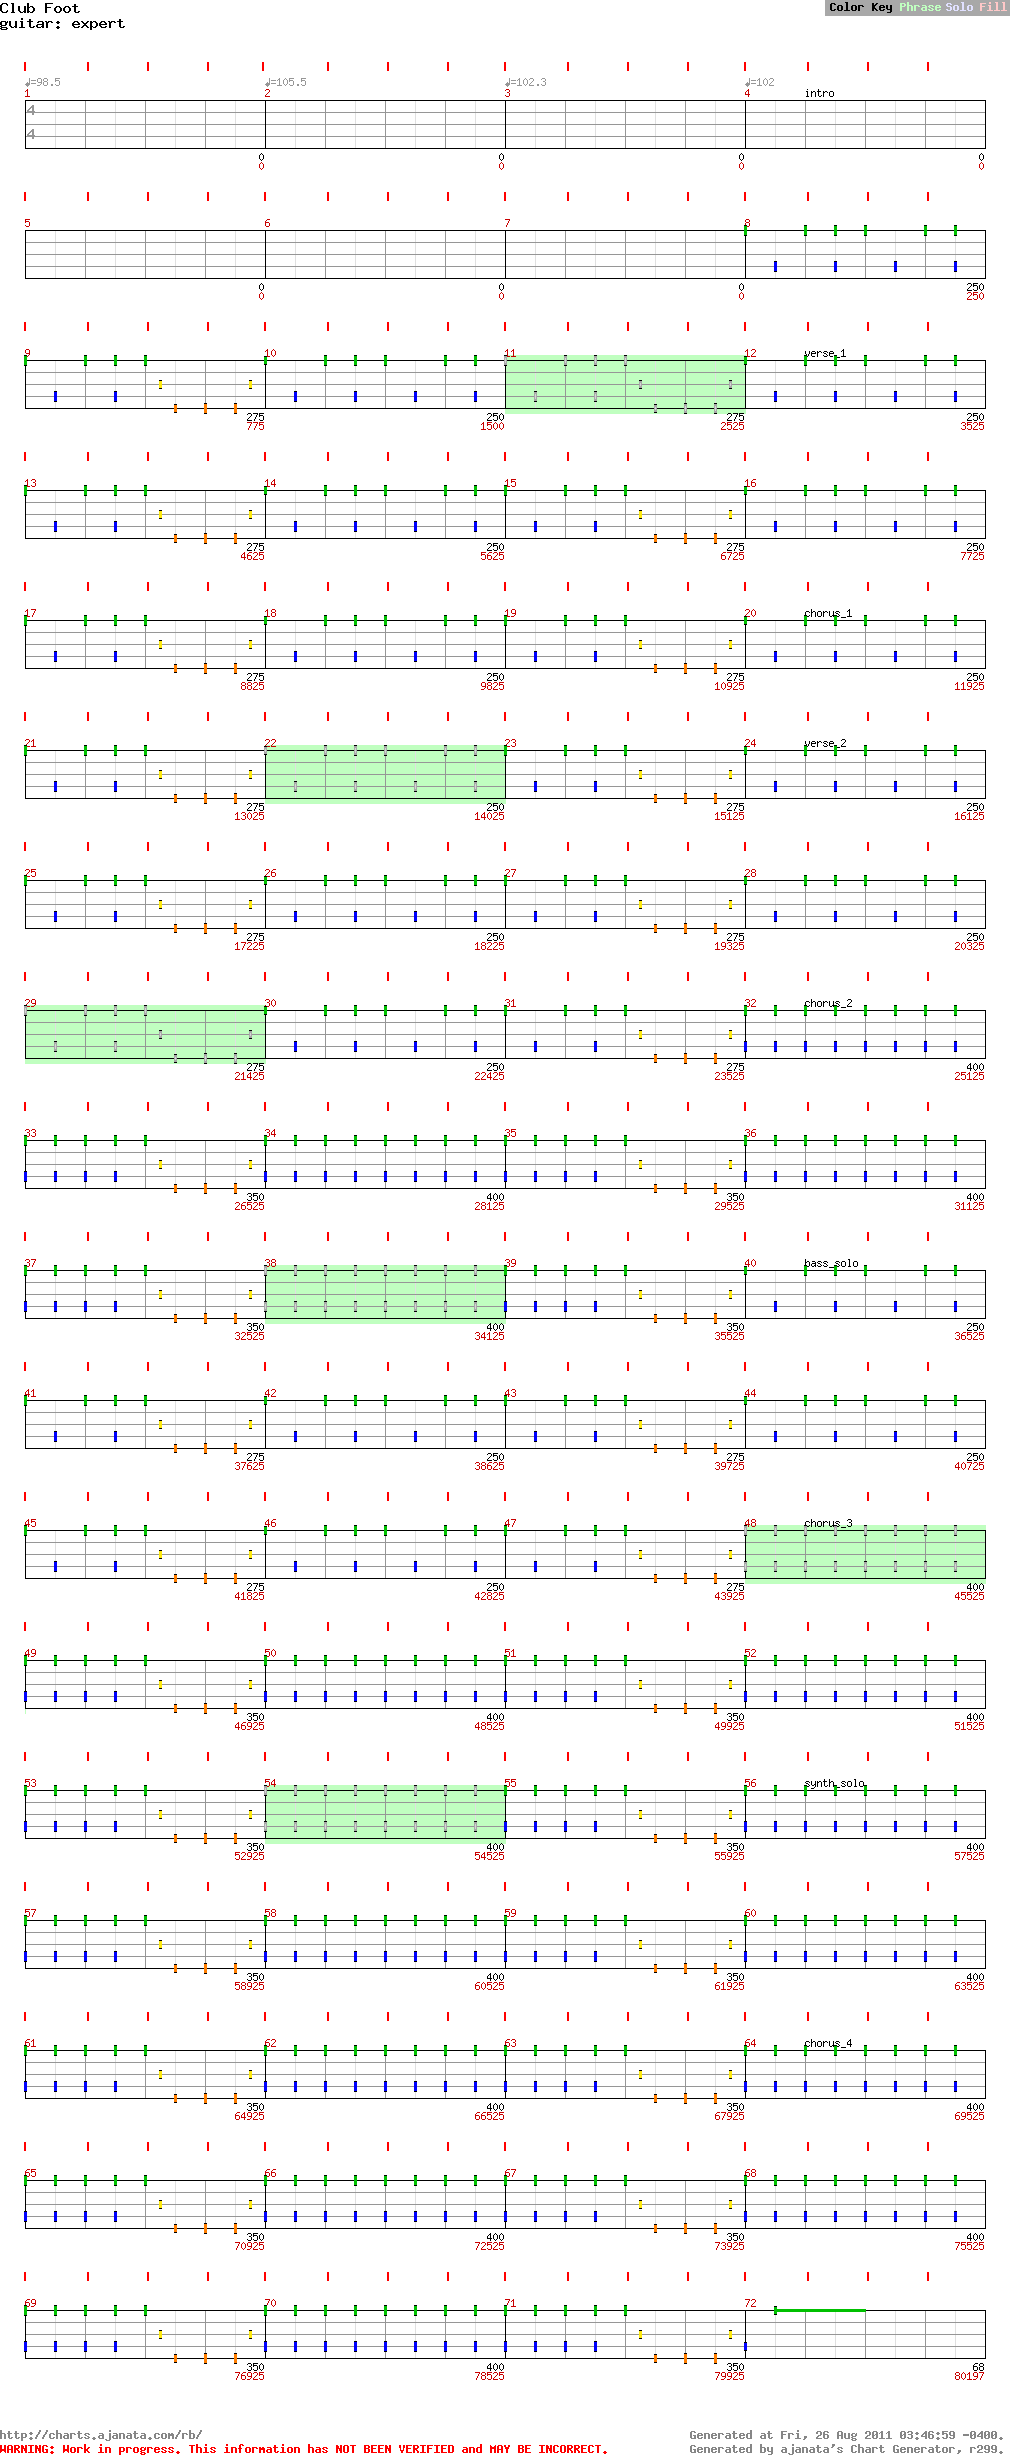 Club Foot
Color Key Phrase Solo Fill
guitar: expert
♩=98.5 ♩=105.5 ♩=102.3 ♩=102
1 2 3 4 intro
4
4
0 0 0 0
0 0 0 0
5 6 7 8
0 0 0 250
0 0 0 250
9 10 11 12 verse_1
275 250 275 250
775 1500 2525 3525
13 14 15 16
275 250 275 250
4625 5625 6725 7725
17 18 19 20 chorus_1
275 250 275 250
8825 9825 10925 11925
21 22 23 24 verse_2
275 250 275 250
13025 14025 15125 16125
25 26 27 28
275 250 275 250
17225 18225 19325 20325
29 30 31 32 chorus_2
275 250 275 400
21425 22425 23525 25125
33 34 35 36
350 400 350 400
26525 28125 29525 31125
37 38 39 40 bass_solo
350 400 350 250
32525 34125 35525 36525
41 42 43 44
275 250 275 250
37625 38625 39725 40725
45 46 47 48 chorus_3
275 250 275 400
41825 42825 43925 45525
49 50 51 52
350 400 350 400
46925 48525 49925 51525
53 54 55 56 synth_solo
350 400 350 400
52925 54525 55925 57525
57 58 59 60
350 400 350 400
58925 60525 61925 63525
61 62 63 64 chorus_4
350 400 350 400
64925 66525 67925 69525
65 66 67 68
350 400 350 400
70925 72525 73925 75525
69 70 71 72
350 400 350 68
76925 78525 79925 80197
http://charts.ajanata.com/rb/
Generated at Fri, 26 Aug 2011 03:46:59 -0400.
WARNING: Work in progress. This information has NOT BEEN VERIFIED and MAY BE INCORRECT.
Generated by ajanata's Chart Generator, r299.